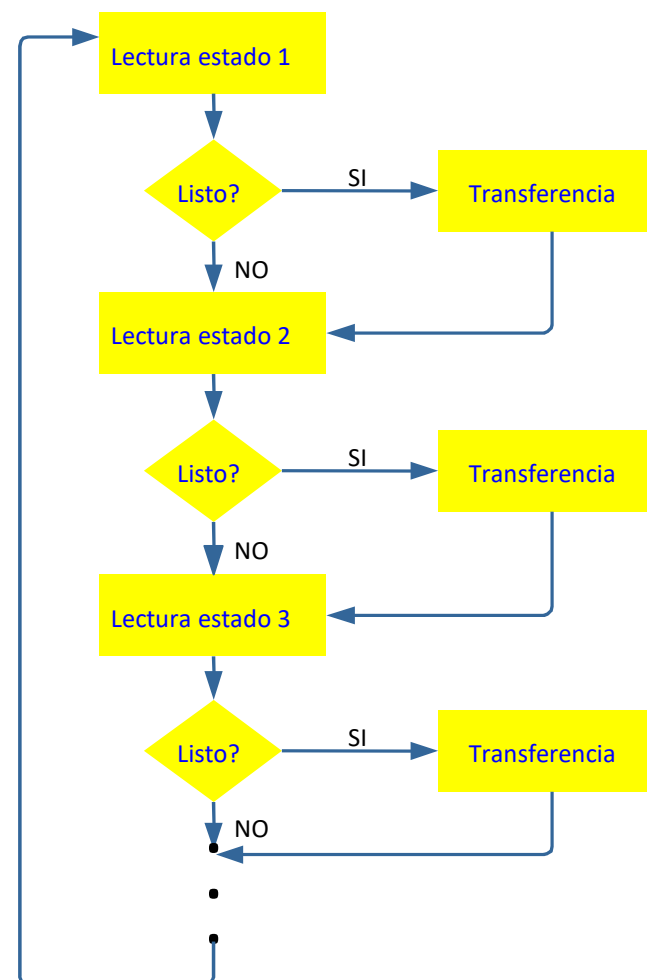 Lectura estado 1
Listo?
SI
Transferencia
NO
Lectura estado 2
Listo?
SI
Transferencia
NO
Lectura estado 3
Listo?
SI
Transferencia
NO